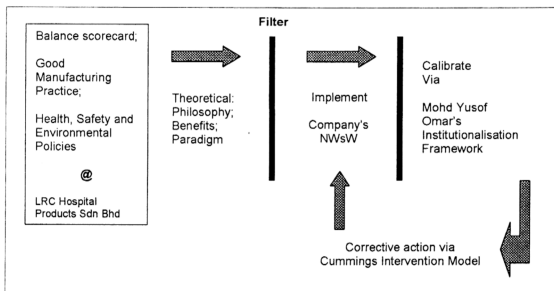 Filter
Balance scorecard;
Good
Manufacturing
Practice;
Health, Safety and
Environmental
Policies
@
LRC Hospital
Products Sdn Bhd
Theoretical:
Philosophy;
Benefits;
Paradigm
Implement
Company's
NWsW
Calibrate
Via
Mohd Yusof
Omar's
Institutionalisation
Framework
Corrective action via
Cummings Intervention Model